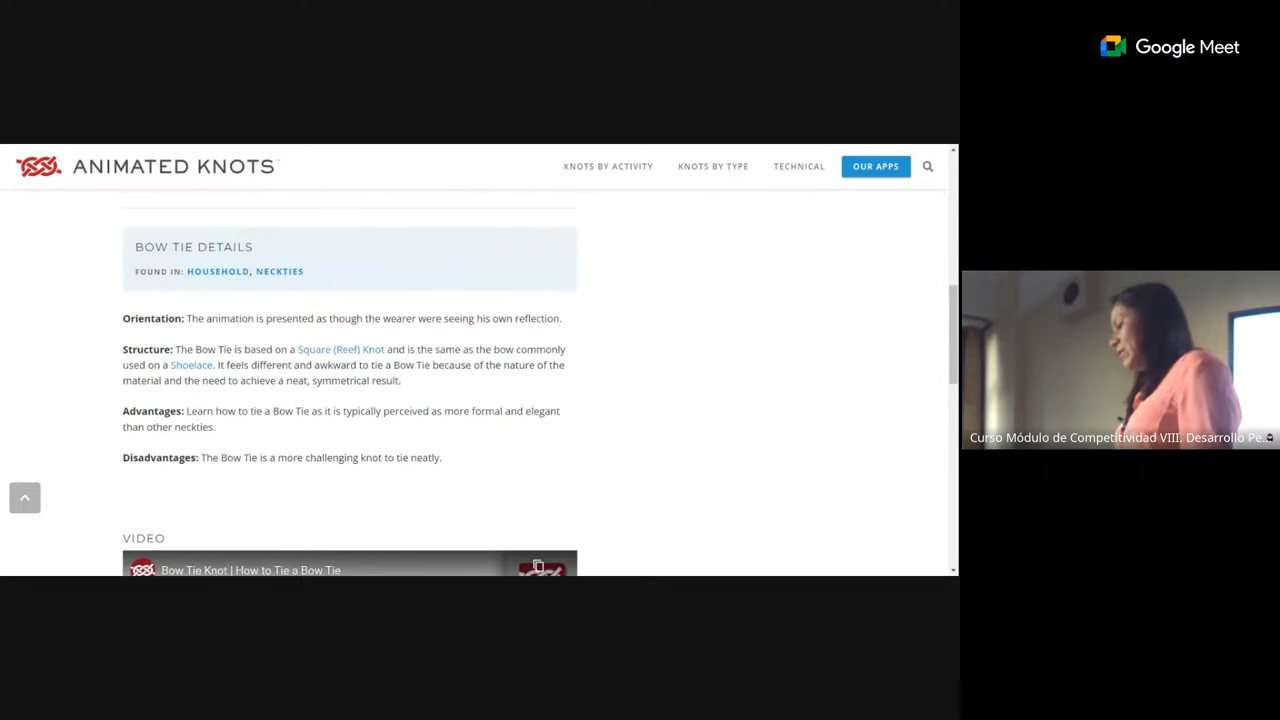 Google Meet
ANIMATED KNOTS
KNOTS BY ACTIVITY KNOTS BY TYPE TECHNICAL OUR APPS
BOW TIE DETAILS
FOUND IN: HOUSEHOLD, NECKTIES
Orientation: The animation is presented as though the wearer were seeing his own reflection.
Structure: The Bow Tie is based on a Square (Reef) Knot and is the same as the bow commonly
used on a Shoelace. It feels different and awkward to tie a Bow Tie because of the nature of the
material and the need to achieve a neat, symmetrical result.
Advantages: Learn how to tie a Bow Tie as it is typically perceived as more formal and elegant
than other neckties.
Disadvantages: The Bow Tie is a more challenging knot to tie neatly.
VIDEO
Bow Tie Knot | How to Tie a Bow Tie
Curso Módulo de Competitividad VIII. Desarrollo Pe...